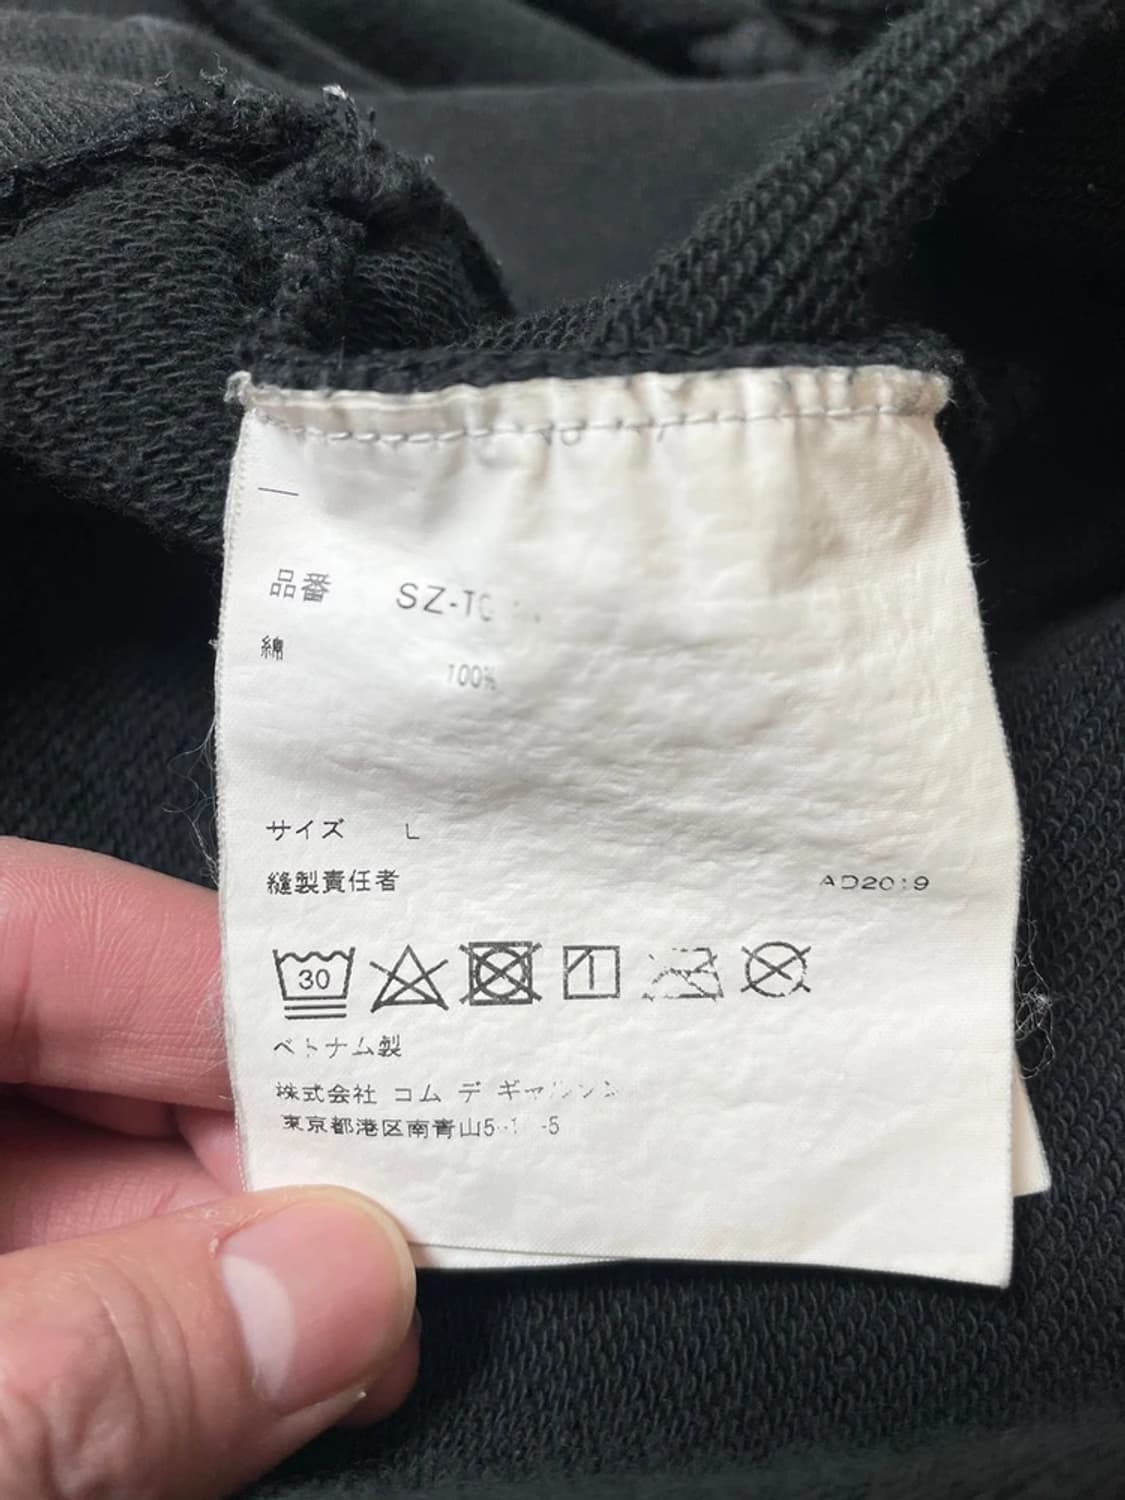 品番 SZ-T
綿
100%
サイズ L
縫製責任者 AD2019
30
ベトナム製
株式会社 コム デ ギャルソン
東京都港区南青山